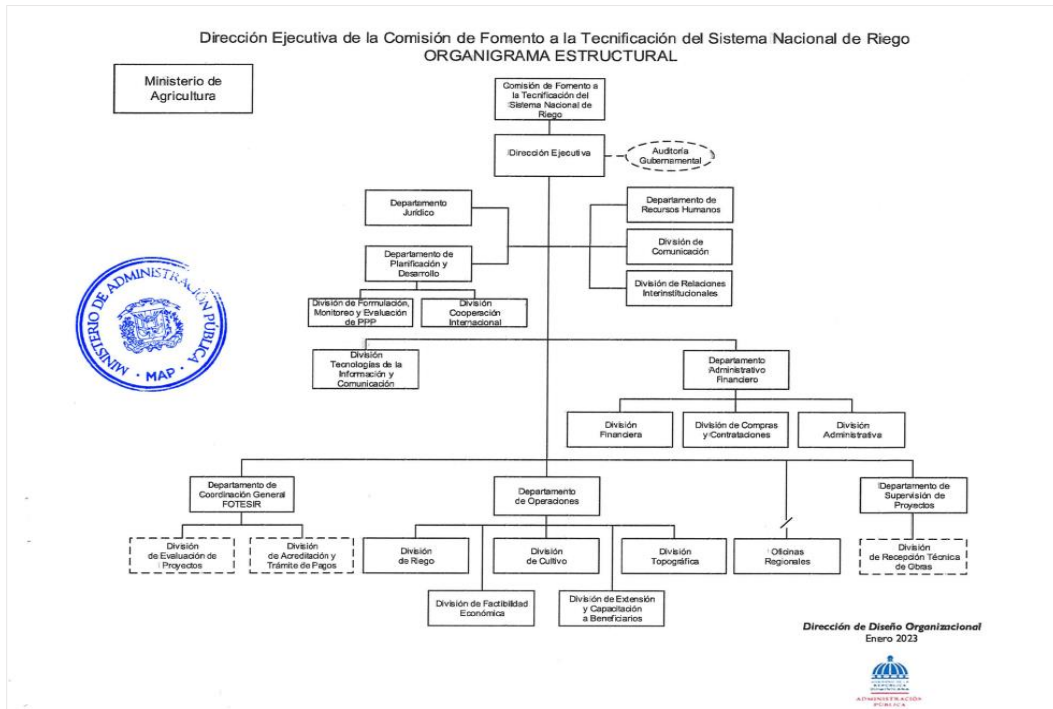 Dirección Ejecutiva de la Comisión de Fomento a la Tecnificación del Sistema Nacional de Riego
ORGANIGRAMA ESTRUCTURAL
Ministerio de
Agricultura
Comisión de Fomento a
la Tecnificación del
Sistema Nacional de
Riego
Dirección Ejecutiva
Auditoría
Gubernamental
Departamento
Jurídico
Departamento de
Recursos Humanos
División de
Comunicación
Departamento de
Planificación y
Desarrollo
División de Relaciones
Interinstitucionales
División de Formulación,
Monitoreo y Evaluación
de PPP
División
Cooperación
Internacional
MINISTERIO DE ADMINISTRACIÓN PÚBLICA
· MAP ·
División
Tecnologías de la
Información y
Comunicación
Departamento
Administrativo
Financiero
División
Financiera
División de Compras
y Contrataciones
División
Administrativa
Departamento de
Coordinación General
FOTESIR
Departamento
de Operaciones
Departamento de
Supervisión de
Proyectos
División
de Evaluación de
Proyectos
División
de Acreditación y
Trámite de Pagos
División
de Riego
División
de Cultivo
División
Topográfica
Oficinas
Regionales
División
de Recepción Técnica
de Obras
División de Factibilidad
Económica
División de Extensión
y Capacitación
a Beneficiarios
Dirección de Diseño Organizacional
Enero 2023
GOBIERNO DE LA
REPÚBLICA
DOMINICANA
ADMINISTRACIÓN
PÚBLICA